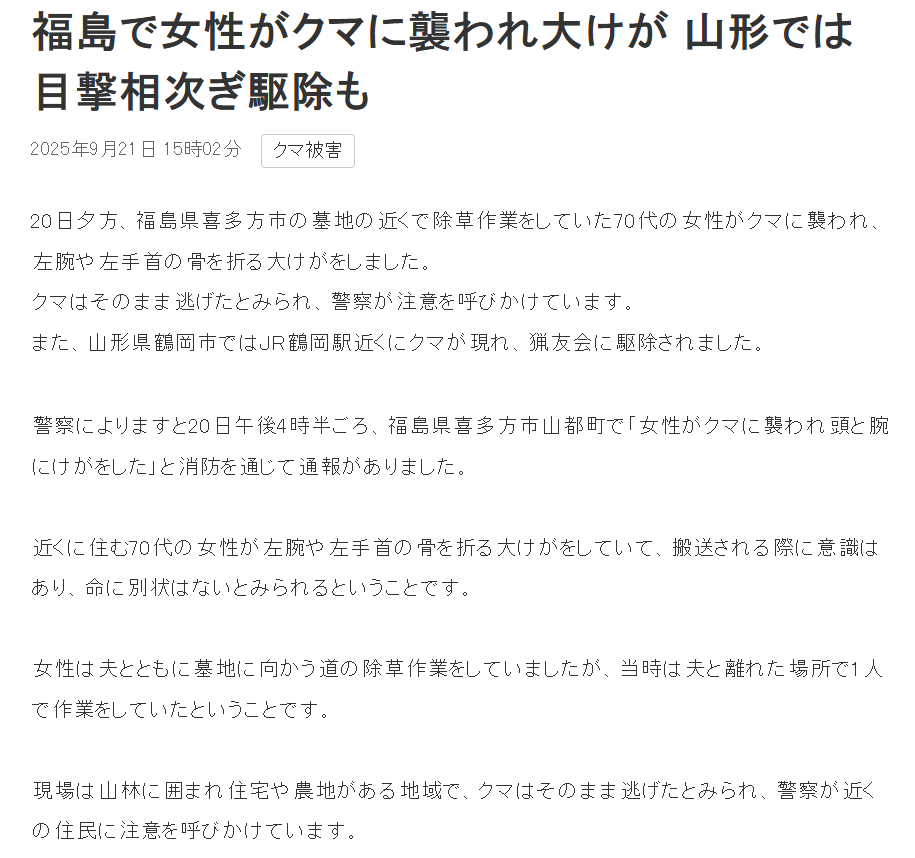 福島で女性がクマに襲われ大けが 山形では
目撃相次ぎ駆除も
2025年9月21日 15時02分 クマ被害
20日夕方、福島県喜多方市の墓地の近くで除草作業をしていた70代の女性がクマに襲われ、
左腕や左手首の骨を折る大けがをしました。
クマはそのまま逃げたとみられ、警察が注意を呼びかけています。
また、山形県鶴岡市ではJR鶴岡駅近くにクマが現れ、猟友会に駆除されました。
警察によりますと20日午後4時半ごろ、福島県喜多方市山都町で「女性がクマに襲われ頭と腕
にけがをした」と消防を通じて通報がありました。
近くに住む70代の女性が左腕や左手首の骨を折る大けがをしていて、搬送される際に意識は
あり、命に別状はないとみられるということです。
女性は夫とともに墓地に向かう道の除草作業をしていましたが、当時は夫と離れた場所で1人
で作業をしていたということです。
現場は山林に囲まれ住宅や農地がある地域で、クマはそのまま逃げたとみられ、警察が近く
の住民に注意を呼びかけています。